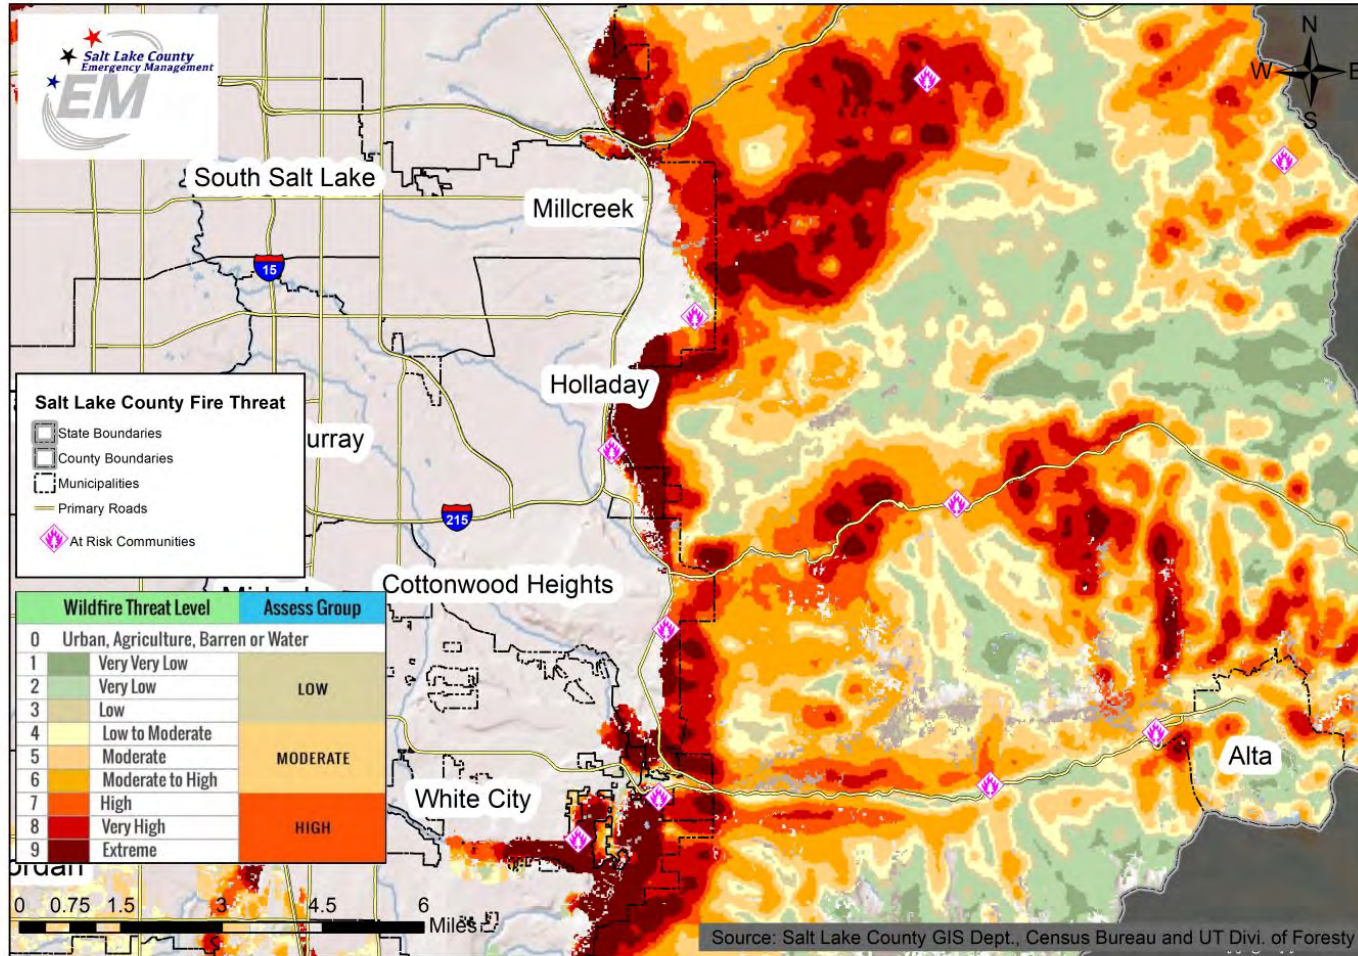 Salt Lake County
Emergency Management
EM
N
W E
S
South Salt Lake
Millcreek
15
Holladay
Salt Lake County Fire Threat
State Boundaries
County Boundaries
Municipalities
Primary Roads
At Risk Communities
urray
215
Cottonwood Heights
Wildfire Threat Level Assess Group
0 Urban, Agriculture, Barren or Water
1 Very Very Low
2 Very Low
LOW
3 Low
4 Low to Moderate
5 Moderate
MODERATE
6 Moderate to High
7 High
8 Very High
HIGH
9 Extreme
White City
Alta
ordan
0 0.75 1.5 3 4.5 6
Miles
Source: Salt Lake County GIS Dept., Census Bureau and UT Divi. of Foresty